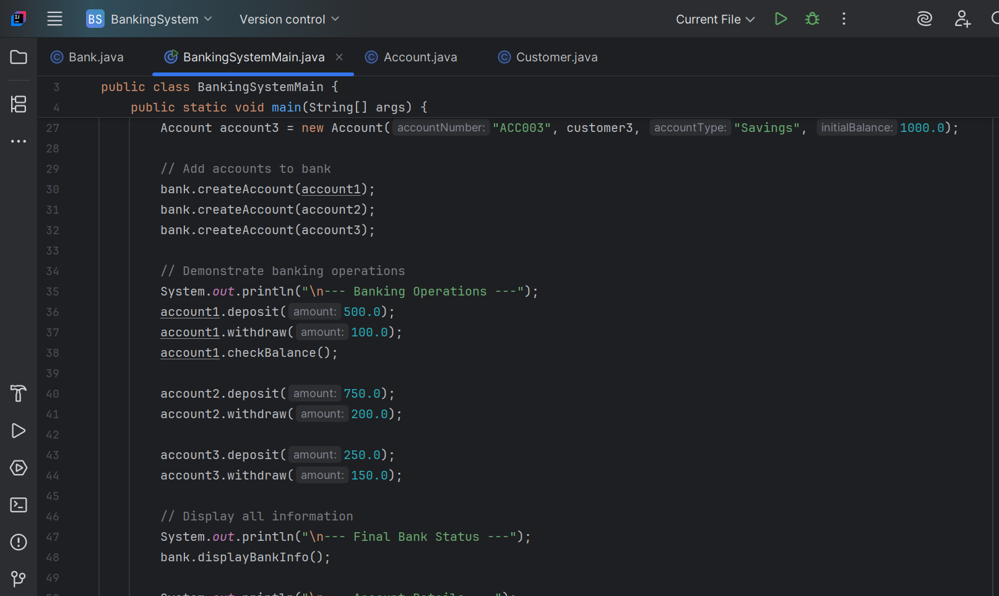 BS BankingSystem Version control Current File
Bank.java BankingSystemMain.java Account.java Customer.java
3 public class BankingSystemMain {
4 public static void main(String[] args) {
27 Account account3 = new Account( accountNumber: "ACC003", customer3, accountType: "Savings", initialBalance: 1000.0);
28
29 // Add accounts to bank
30 bank.createAccount(account1);
31 bank.createAccount(account2);
32 bank.createAccount(account3);
33
34 // Demonstrate banking operations
35 System.out.println("\n--- Banking Operations ---");
36 account1.deposit( amount: 500.0);
37 account1.withdraw( amount: 100.0);
38 account1.checkBalance();
39
40 account2.deposit( amount: 750.0);
41 account2.withdraw( amount: 200.0);
42
43 account3.deposit( amount: 250.0);
44 account3.withdraw( amount: 150.0);
45
46 // Display all information
47 System.out.println("\n--- Final Bank Status ---");
48 bank.displayBankInfo();
49
System.out.println("\n Account Details ");